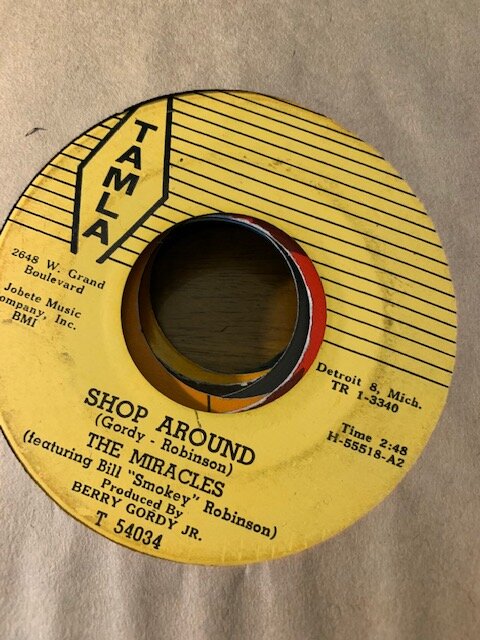 TAMLA
2648 W. Grand
Boulevard
Jobete Music
ompany, Inc.
BMI
Detroit 8, Mich.
TR 1-3340
Time 2:48
H-55518-A2
SHOP AROUND
(Gordy - Robinson)
THE MIRACLES
(featuring Bill "Smokey" Robinson)
Produced By
BERRY GORDY JR.
T 54034